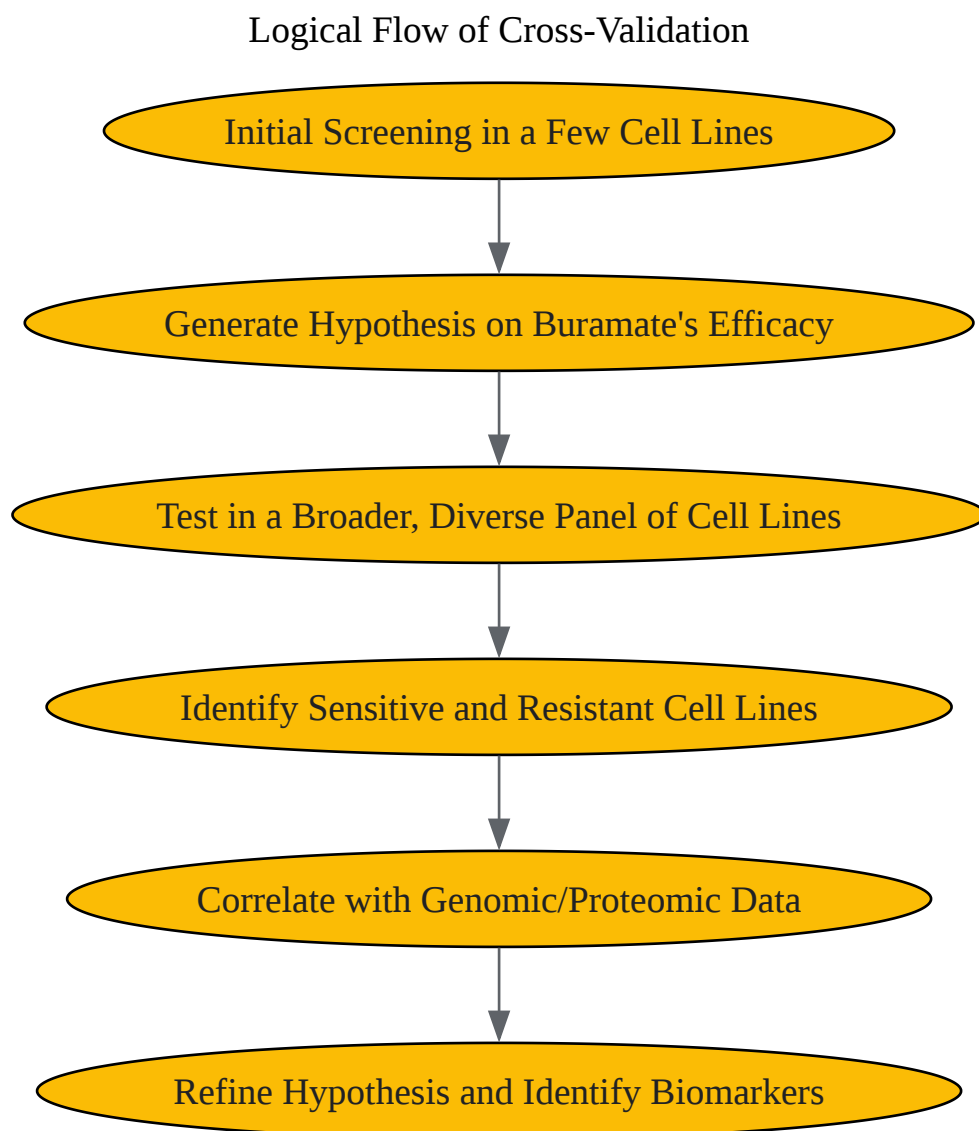 Logical Flow of Cross-Validation
Initial Screening in a Few Cell Lines
Generate Hypothesis on Buramate's Efficacy
Test in a Broader, Diverse Panel of Cell Lines
Identify Sensitive and Resistant Cell Lines
Correlate with Genomic/Proteomic Data
Refine Hypothesis and Identify Biomarkers